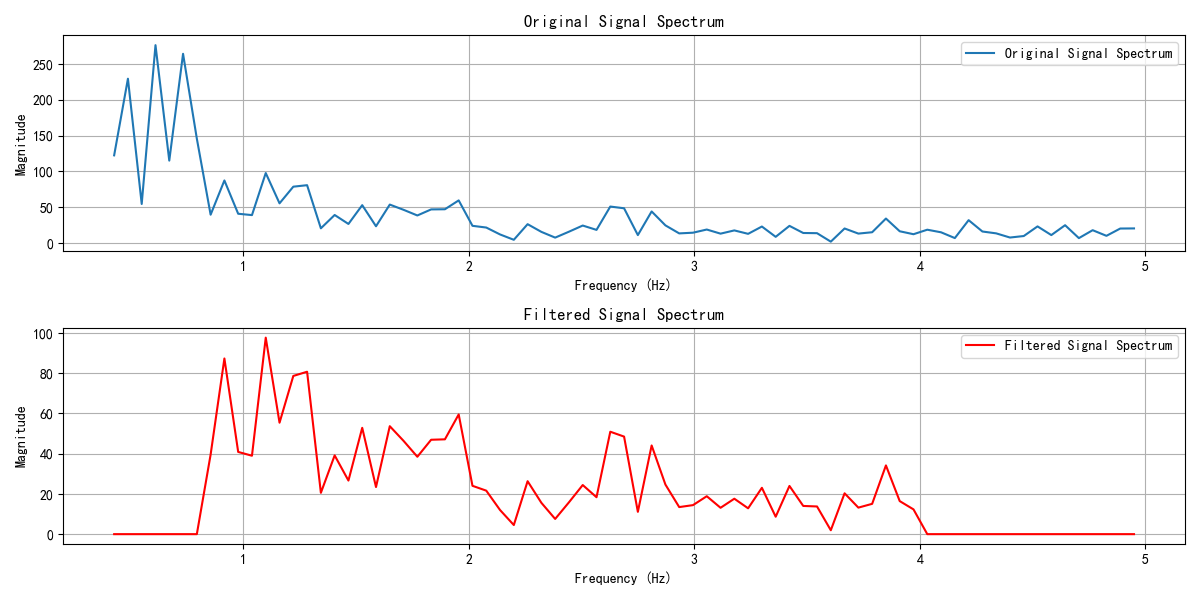 Original Signal Spectrum
250
200
150
100
50
0
Magnitude
Original Signal Spectrum
1 2 3 4 5
Frequency (Hz)
Filtered Signal Spectrum
100
80
60
40
20
0
Magnitude
Filtered Signal Spectrum
1 2 3 4 5
Frequency (Hz)